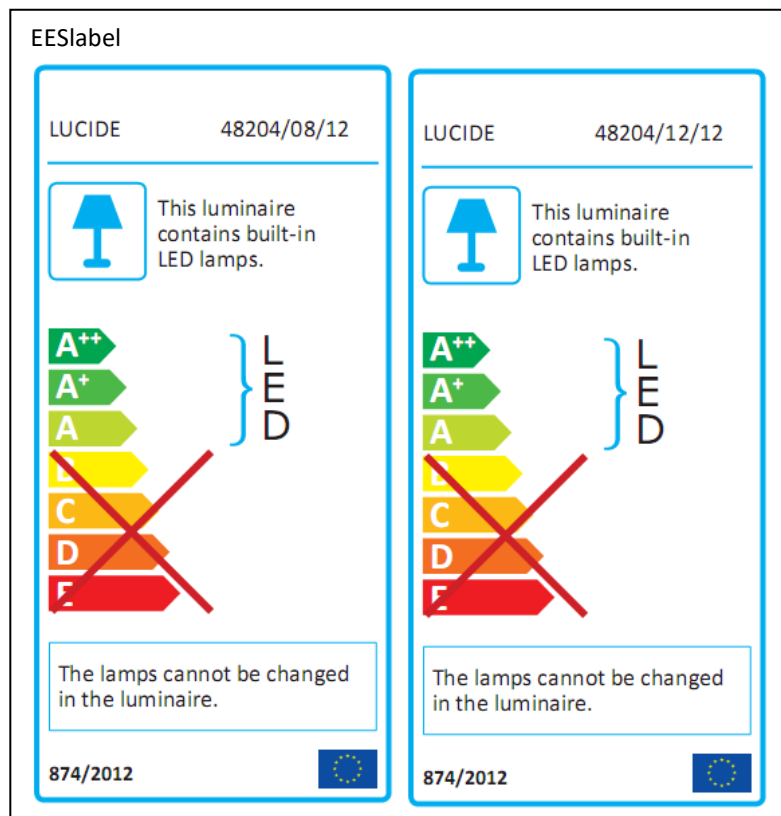 EESlabel
LUCIDE 48204/08/12
This luminaire
contains built-in
LED lamps.
A++
A+
A
B
C
D
E
L
E
D
The lamps cannot be changed
in the luminaire.
874/2012
LUCIDE 48204/12/12
This luminaire
contains built-in
LED lamps.
A++
A+
A
B
C
D
E
L
E
D
The lamps cannot be changed
in the luminaire.
874/2012